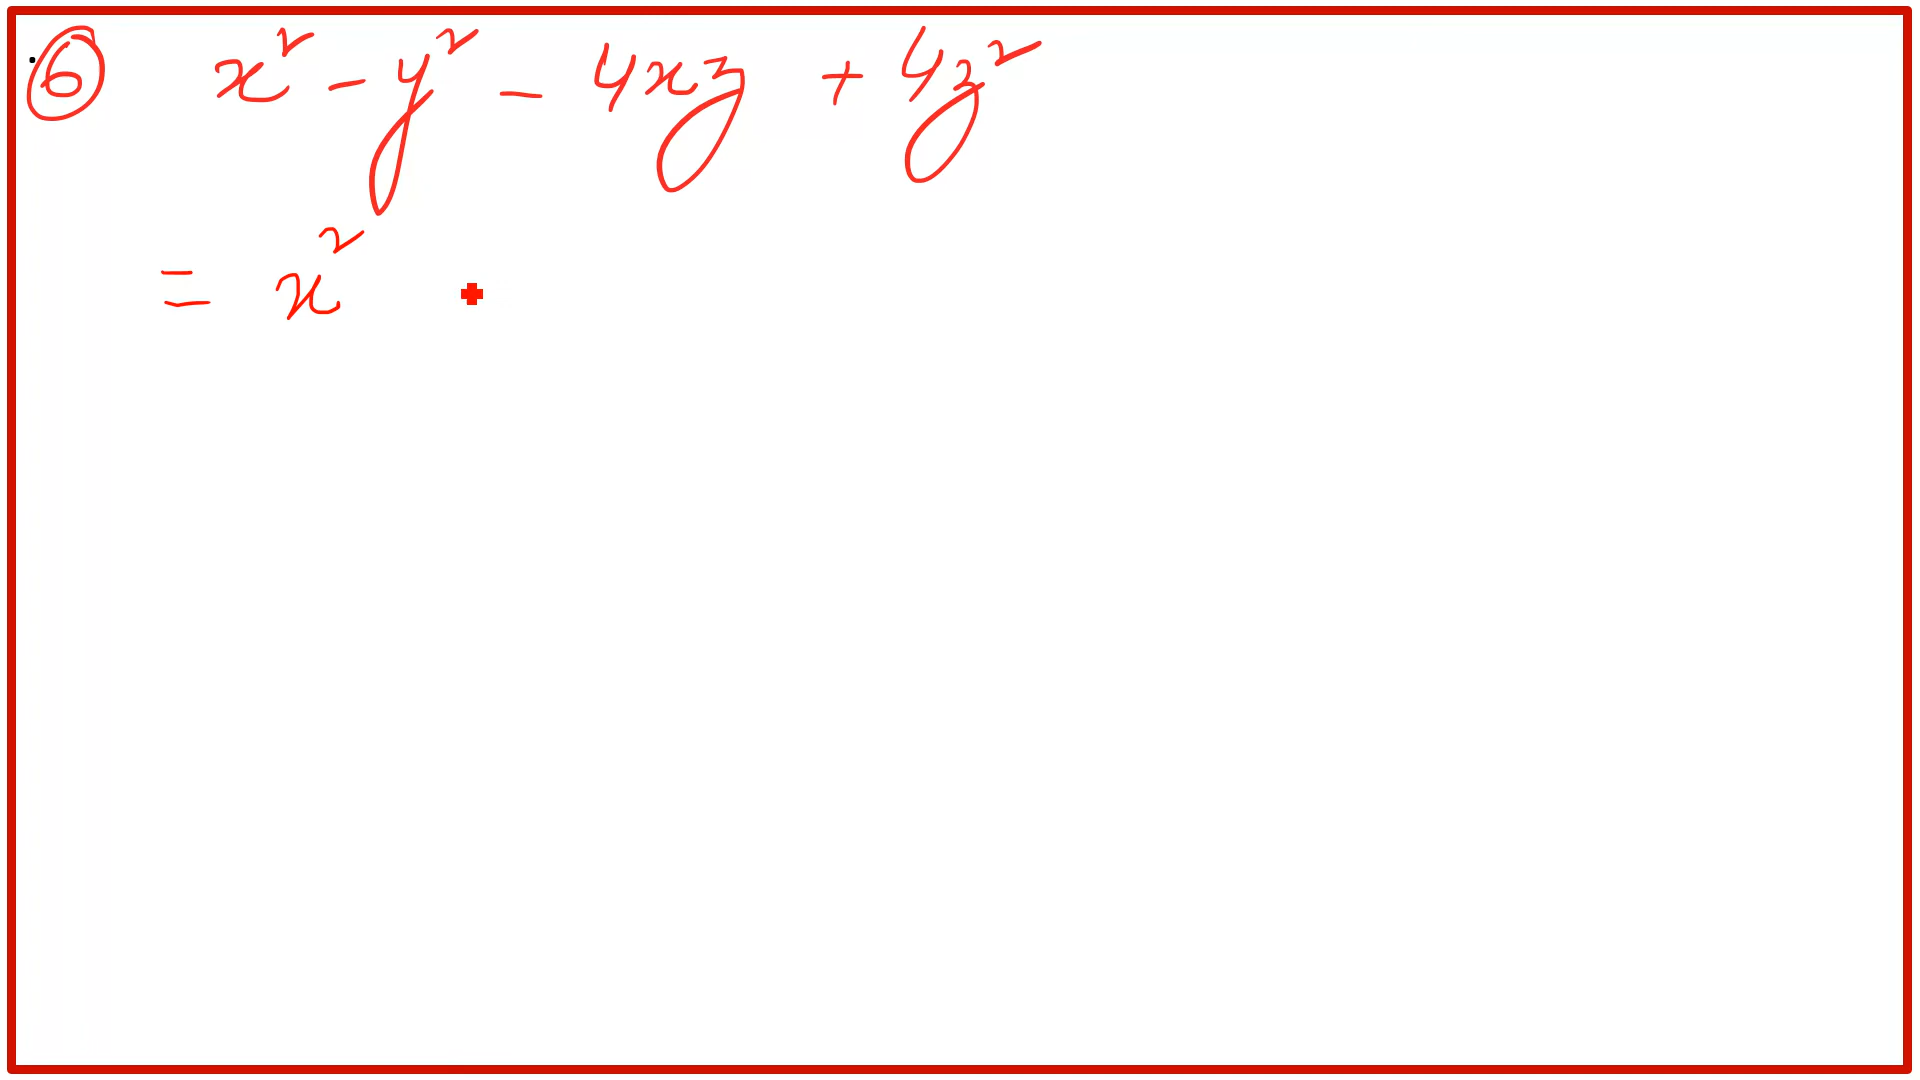 ⑥ x² - y² - 4xz + 4z²
= x²